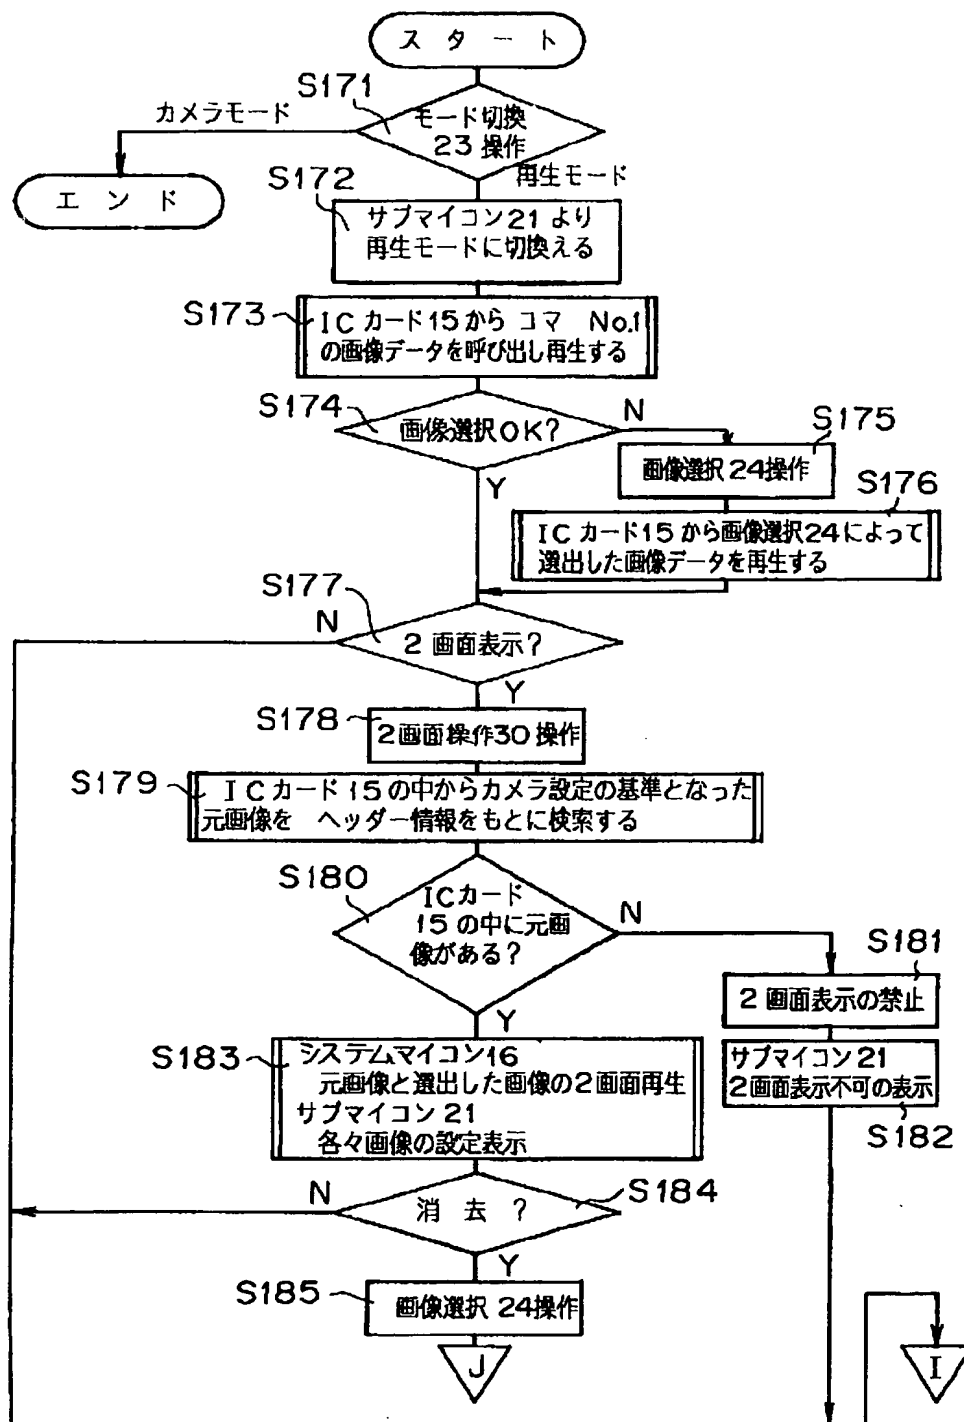 スタート
S171
カメラモード
モード切換
23 操作
エンド
S172
再生モード
サブマイコン21 より
再生モードに切換える
S173
ICカード15から コマ No.1
の画像データを呼び出し再生する
S174
画像選択OK?
N
Y
S175
画像選択24操作
S176
ICカード15から画像選択24によって
選出した画像データを再生する
S177
N
2 画面表示?
Y
S178
2画面操作30 操作
S179
ICカード 15の中からカメラ設定の基準となった
元画像を ヘッダー情報をもとに検索する
S180
ICカード
15 の中に元画
像がある?
N
Y
S181
2 画面表示の禁止
サブマイコン 21
2画面表示不可の表示
S182
S183
システムマイコン16
元画像と選出した画像の2画面再生
サブマイコン 21
各々画像の設定表示
S184
N
消 去 ?
Y
S185
画像選択 24操作
J
I